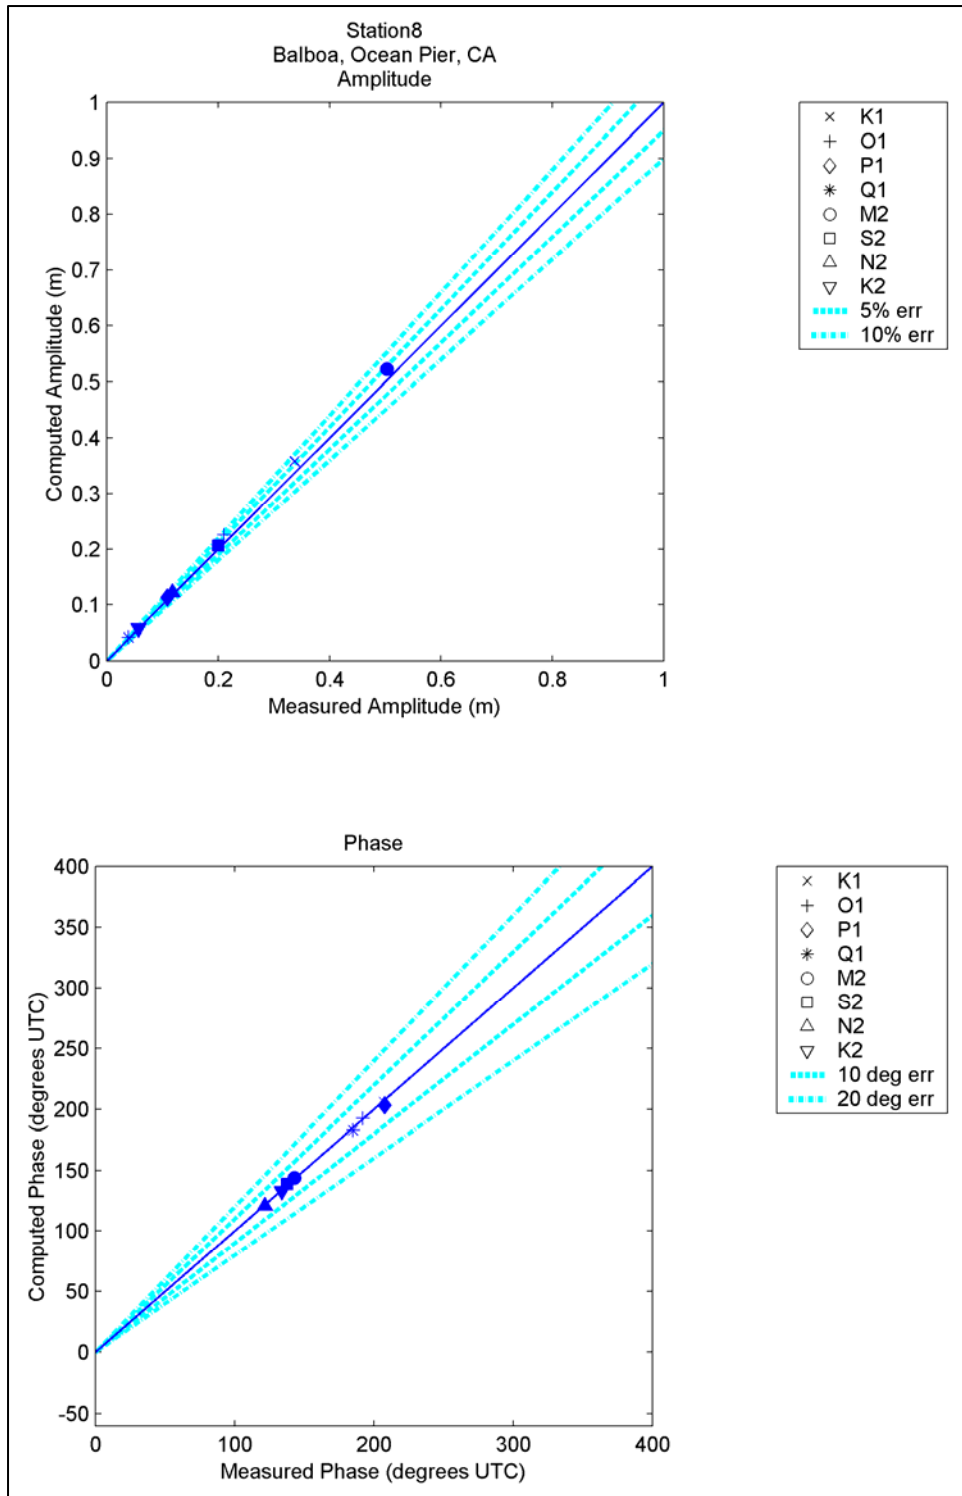 Station8
Balboa, Ocean Pier, CA
Amplitude
1
0.9
0.8
0.7
0.6
0.5
0.4
0.3
0.2
0.1
0
Computed Amplitude (m)
0 0.2 0.4 0.6 0.8 1
Measured Amplitude (m)
K1
O1
P1
Q1
M2
S2
N2
K2
5% err
10% err
Phase
400
350
300
250
200
150
100
50
0
-50
Computed Phase (degrees UTC)
0 100 200 300 400
Measured Phase (degrees UTC)
K1
O1
P1
Q1
M2
S2
N2
K2
10 deg err
20 deg err